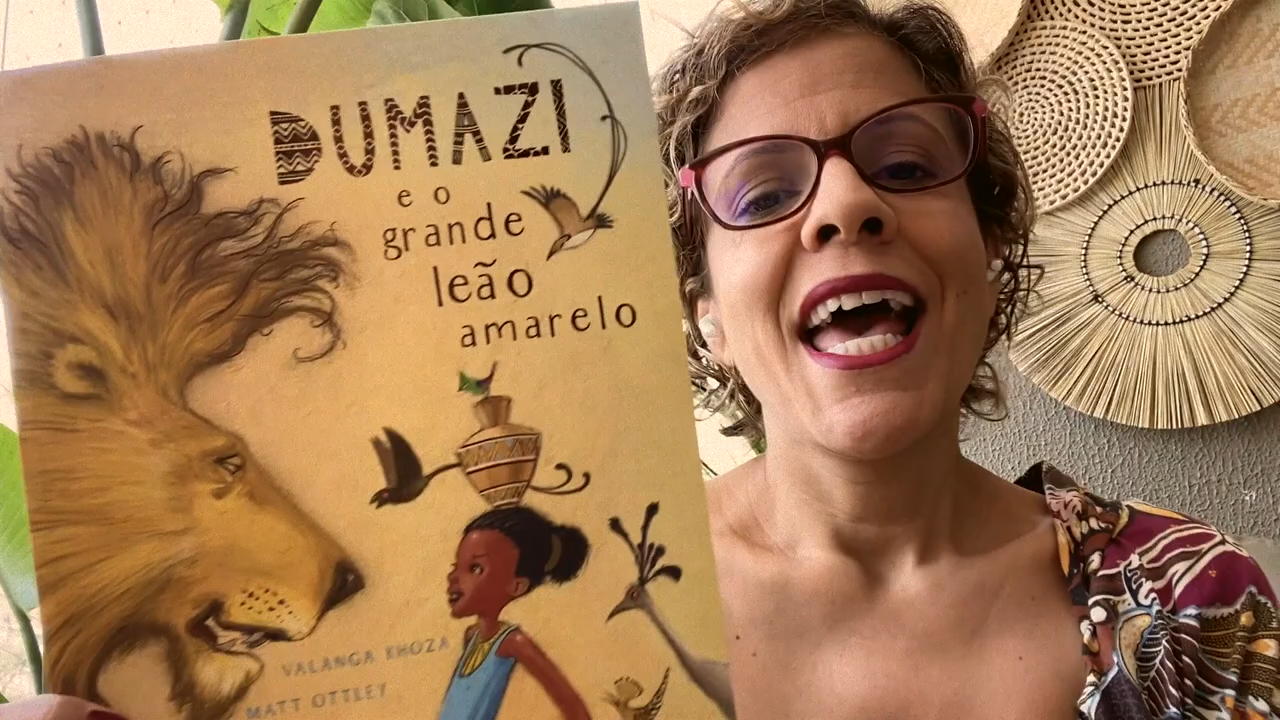 DUMAZI
e o
grande
leão
amarelo
VALANGA KHOZA
MATT OTTLEY